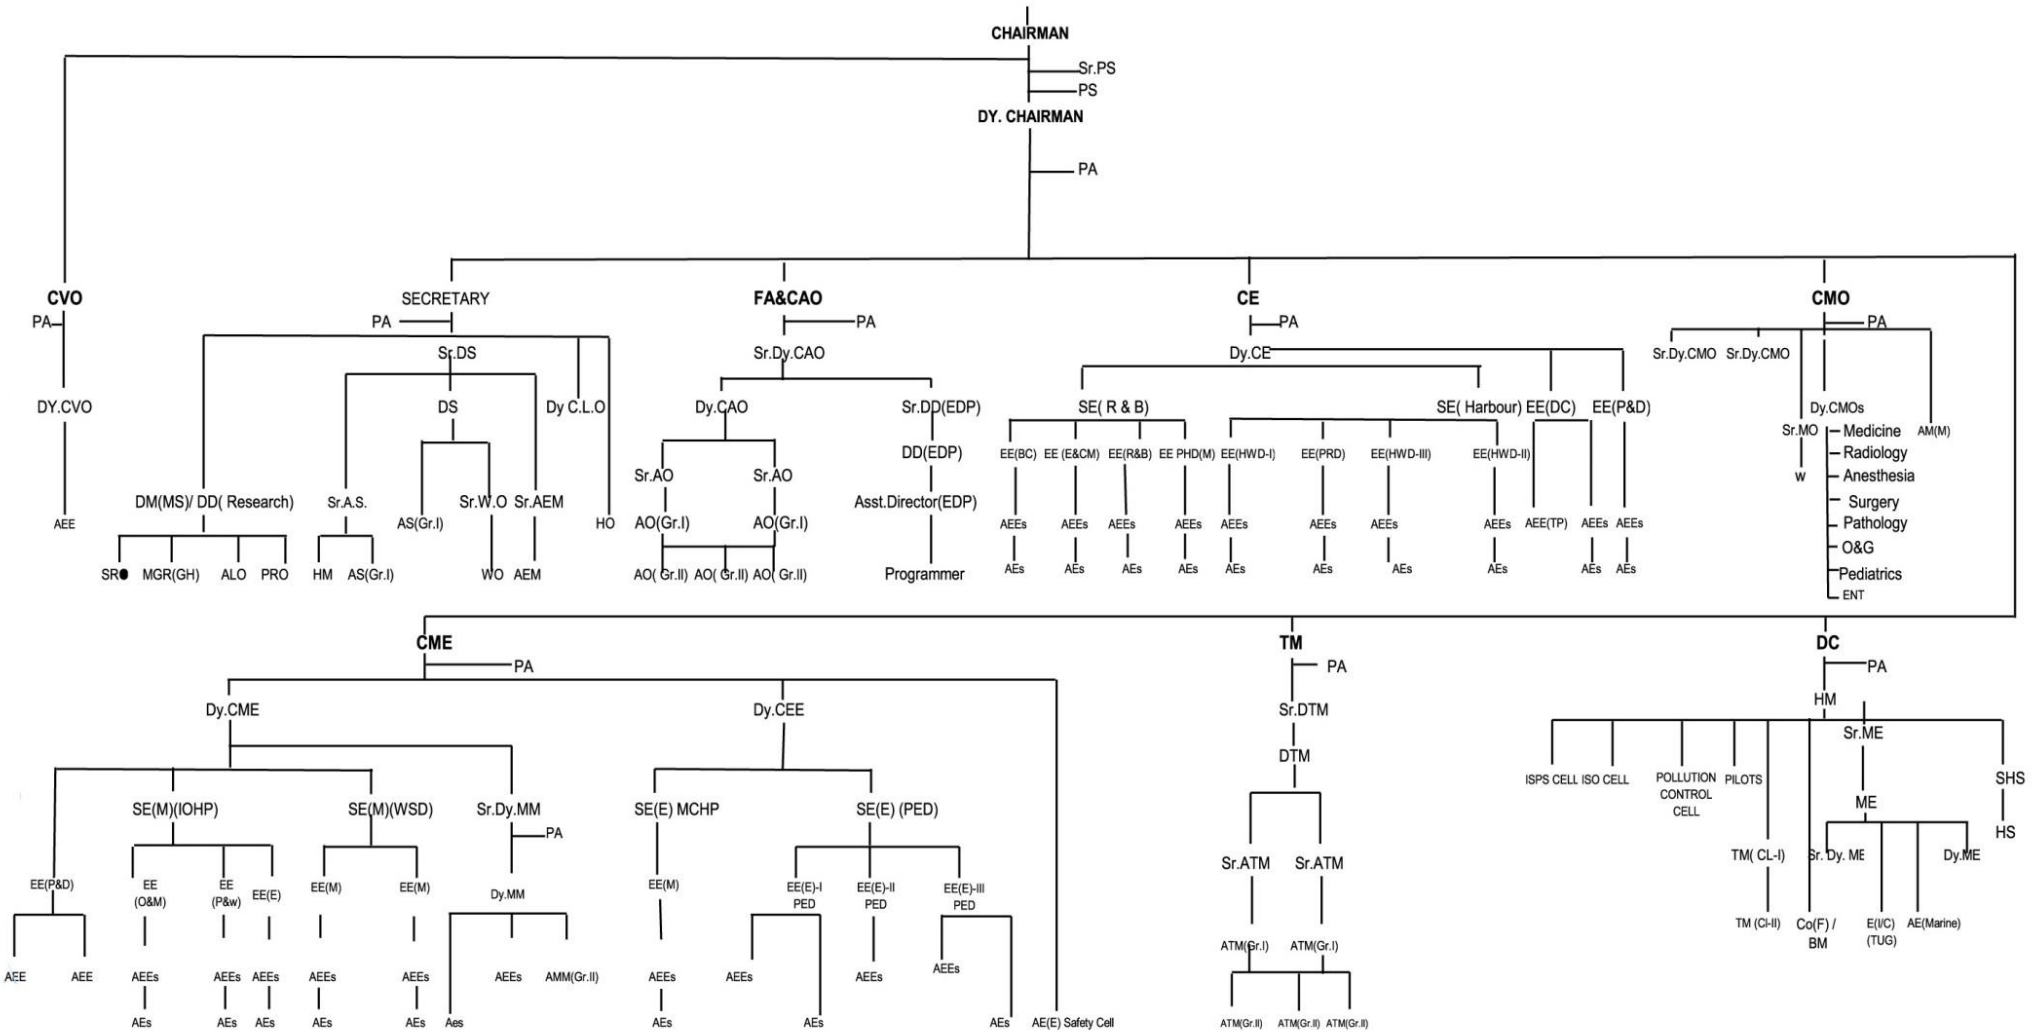 CHAIRMAN
Sr.PS
PS
DY. CHAIRMAN
PA
CVO
SECRETARY
FA&CAO
CE
CMO
PA
PA
PA
PA
PA
Sr.DS
Sr.Dy.CAO
Dy.CE
Sr.Dy.CMO Sr.Dy.CMO
DY.CVO
DS
Dy C.L.O
Dy.CAO
Sr.DD(EDP)
SE( R & B)
SE( Harbour) EE(DC) EE(P&D)
Dy.CMOs
Sr.MO
Medicine
AM(M)
EE(BC) EE (E&CM) EE(R&B) EE PHD(M) EE(HWD-I) EE(PRD) EE(HWD-III) EE(HWD-II)
DD(EDP)
Radiology
Sr.AO
Sr.AO
W
Anesthesia
DM(MS)/ DD( Research)
Sr.A.S.
Sr.W.O Sr.AEM
Asst.Director(EDP)
Surgery
AEE
AS(Gr.I)
HO
AO(Gr.I)
AO(Gr.I)
AEEs AEEs AEEs AEEs AEEs AEEs AEEs AEEs AEE(TP) AEEs AEEs
Pathology
O&G
SR
MGR(GH)
ALO
PRO
HM
AS(Gr.I)
WO AEM
AO( Gr.II) AO( Gr.II) AO( Gr.II)
Programmer
AEs AEs AEs AEs AEs AEs AEs AEs AEs AEs
Pediatrics
ENT
CME
TM
DC
PA
PA
PA
HM
Dy.CME
Dy.CEE
Sr.DTM
Sr.ME
DTM
ISPS CELL ISO CELL
POLLUTION
CONTROL
CELL
PILOTS
SHS
SE(M)(IOHP)
SE(M)(WSD)
Sr.Dy.MM
SE(E) MCHP
SE(E) (PED)
ME
PA
HS
Sr.ATM
Sr.ATM
TM( CL-I)
Sr. Dy. ME
Dy.ME
EE(P&D)
EE
(O&M)
EE
(P&w)
EE(E)
EE(M)
EE(M)
Dy.MM
EE(M)
EE(E)-I
PED
EE(E)-II
PED
EE(E)-III
PED
TM (Cl-II)
Co(F) /
BM
E(I/C)
(TUG)
AE(Marine)
ATM(Gr.I)
ATM(Gr.I)
AEE
AEE
AEEs
AEEs
AEEs
AEEs
AEEs
AEEs
AMM(Gr.II)
AEEs
AEEs
AEEs
AEEs
AEs
AEs
AEs
AEs
AEs
Aes
AEs
AEs
AEs
AE(E) Safety Cell
ATM(Gr.II)
ATM(Gr.II)
ATM(Gr.II)